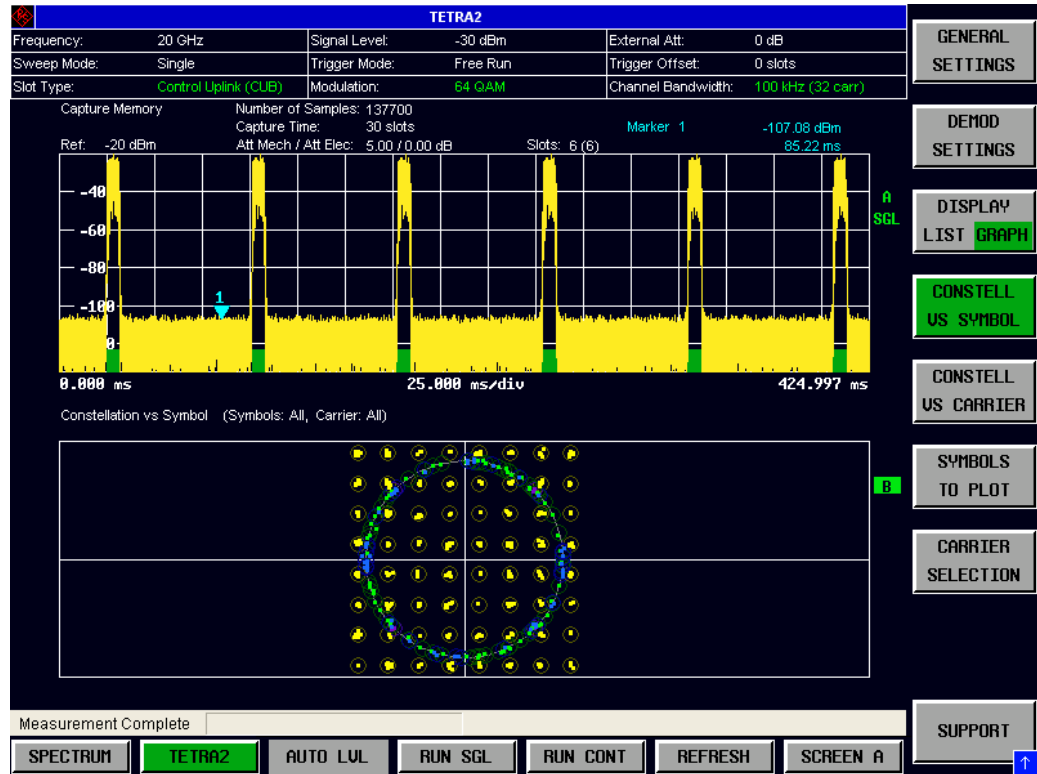 TETRA2
Frequency: 20 GHz Signal Level: -30 dBm External Att: 0 dB
Sweep Mode: Single Trigger Mode: Free Run Trigger Offset: 0 slots
Slot Type: Control Uplink (CUB) Modulation: 64 QAM Channel Bandwidth: 100 kHz (32 carr)
Capture Memory Number of Samples: 137700
Capture Time: 30 slots Marker 1 -107.08 dBm
Ref: -20 dBm Att Mech / Att Elec: 5.00 / 0.00 dB Slots: 6 (6) 85.22 ms
-40
A
SGL
-60
-80
1
-100
0.000 ms 25.000 ms/div 424.997 ms
Constellation vs Symbol (Symbols: All, Carrier: All)
B
Measurement Complete
SPECTRUM TETRA2 AUTO LVL RUN SGL RUN CONT REFRESH SCREEN A
GENERAL
SETTINGS
DEMOD
SETTINGS
DISPLAY
LIST GRAPH
CONSTELL
VS SYMBOL
CONSTELL
VS CARRIER
SYMBOLS
TO PLOT
CARRIER
SELECTION
SUPPORT
↑